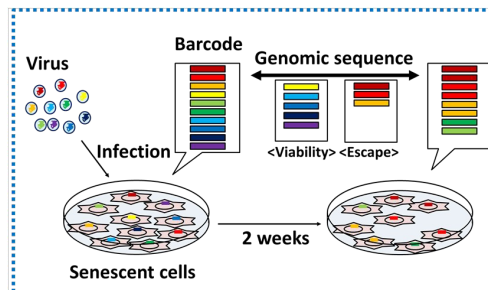 Barcode
Genomic sequence
Virus
<Viability> <Escape>
Infection
2 weeks
Senescent cells